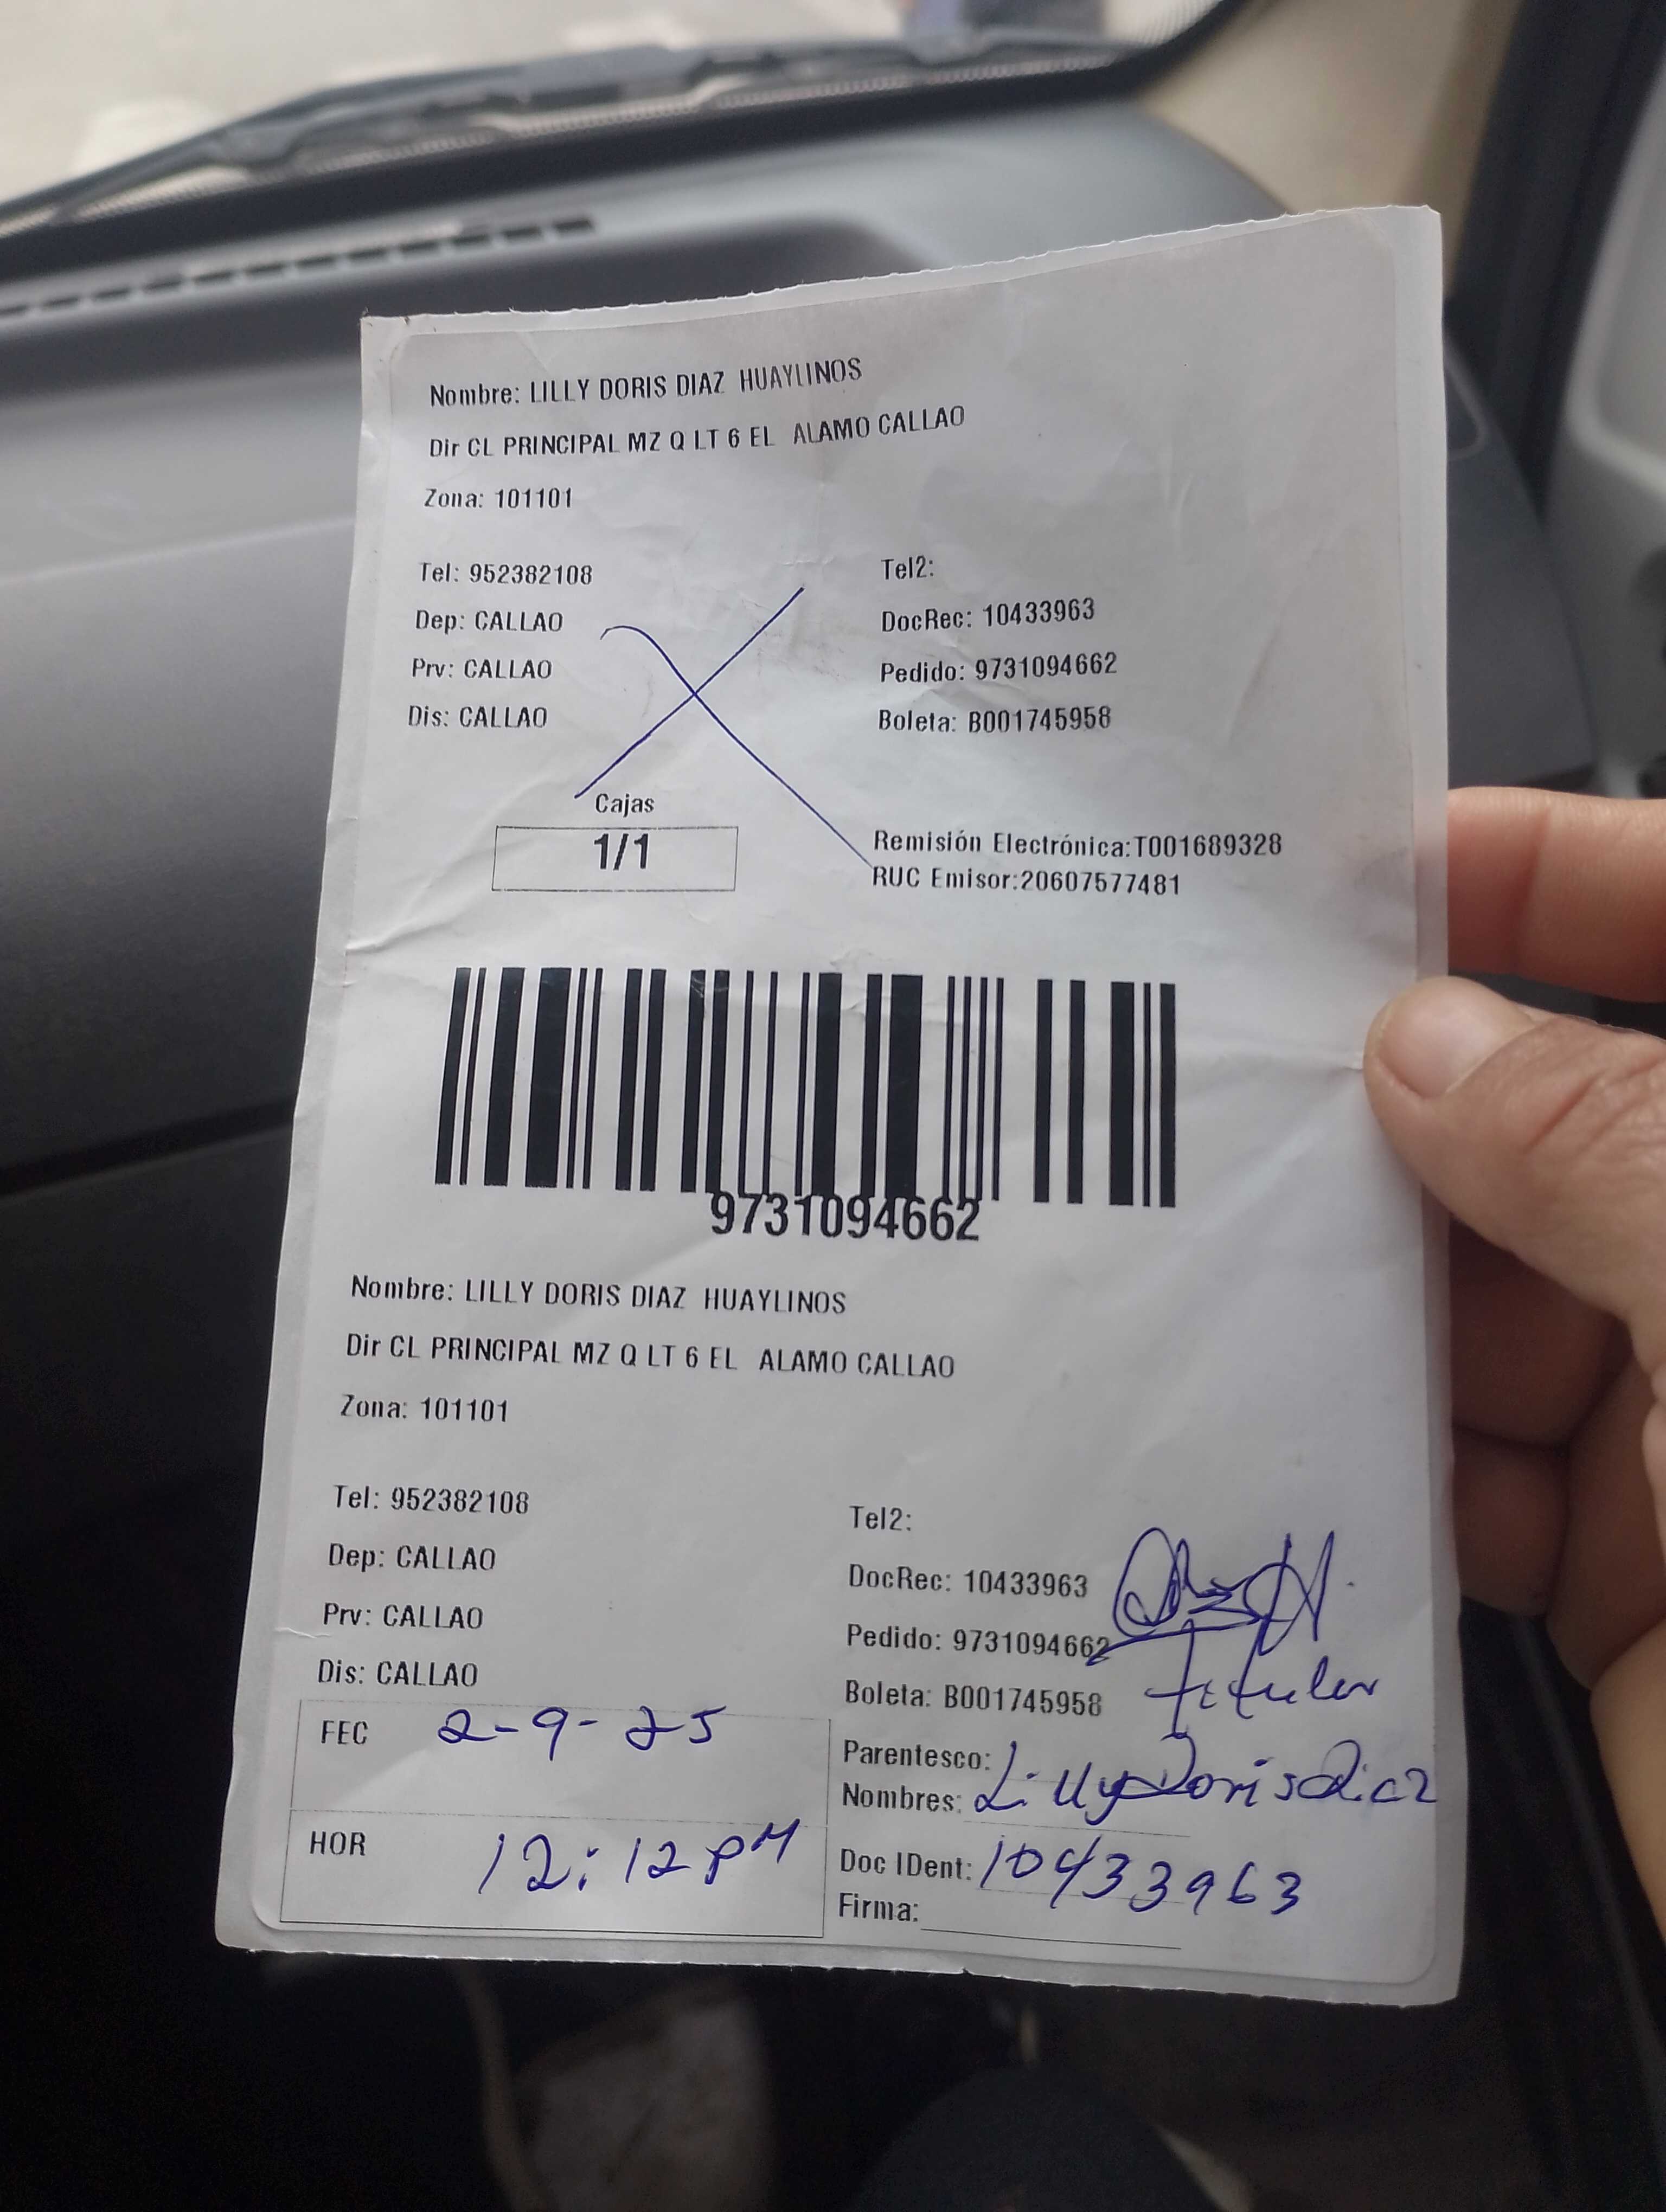 Nombre: LILLY DORIS DIAZ HUAYLINOS
Dir CL PRINCIPAL MZ Q LT 6 EL ALAMO CALLAO
Zona: 101101
Tel: 952382108
Tel2:
Dep: CALLAO
DocRec: 10433963
Prv: CALLAO
Pedido: 9731094662
Dis: CALLAO
Boleta: B001745958
Cajas
1/1
Remisión Electrónica:T001689328
RUC Emisor:20607577481
9731094662
Nombre: LILLY DORIS DIAZ HUAYLINOS
Dir CL PRINCIPAL MZ Q LT 6 EL ALAMO CALLAO
Zona: 101101
Tel: 952382108
Tel2:
Dep: CALLAO
DocRec: 10433963
Prv: CALLAO
Pedido: 9731094662
Dis: CALLAO
Boleta: B001745958
titular
FEC 2-9-25
Parentesco:
Nombres: Lilly Doris Diaz
HOR 12:12 PM
Doc IDent: 10433963
Firma: